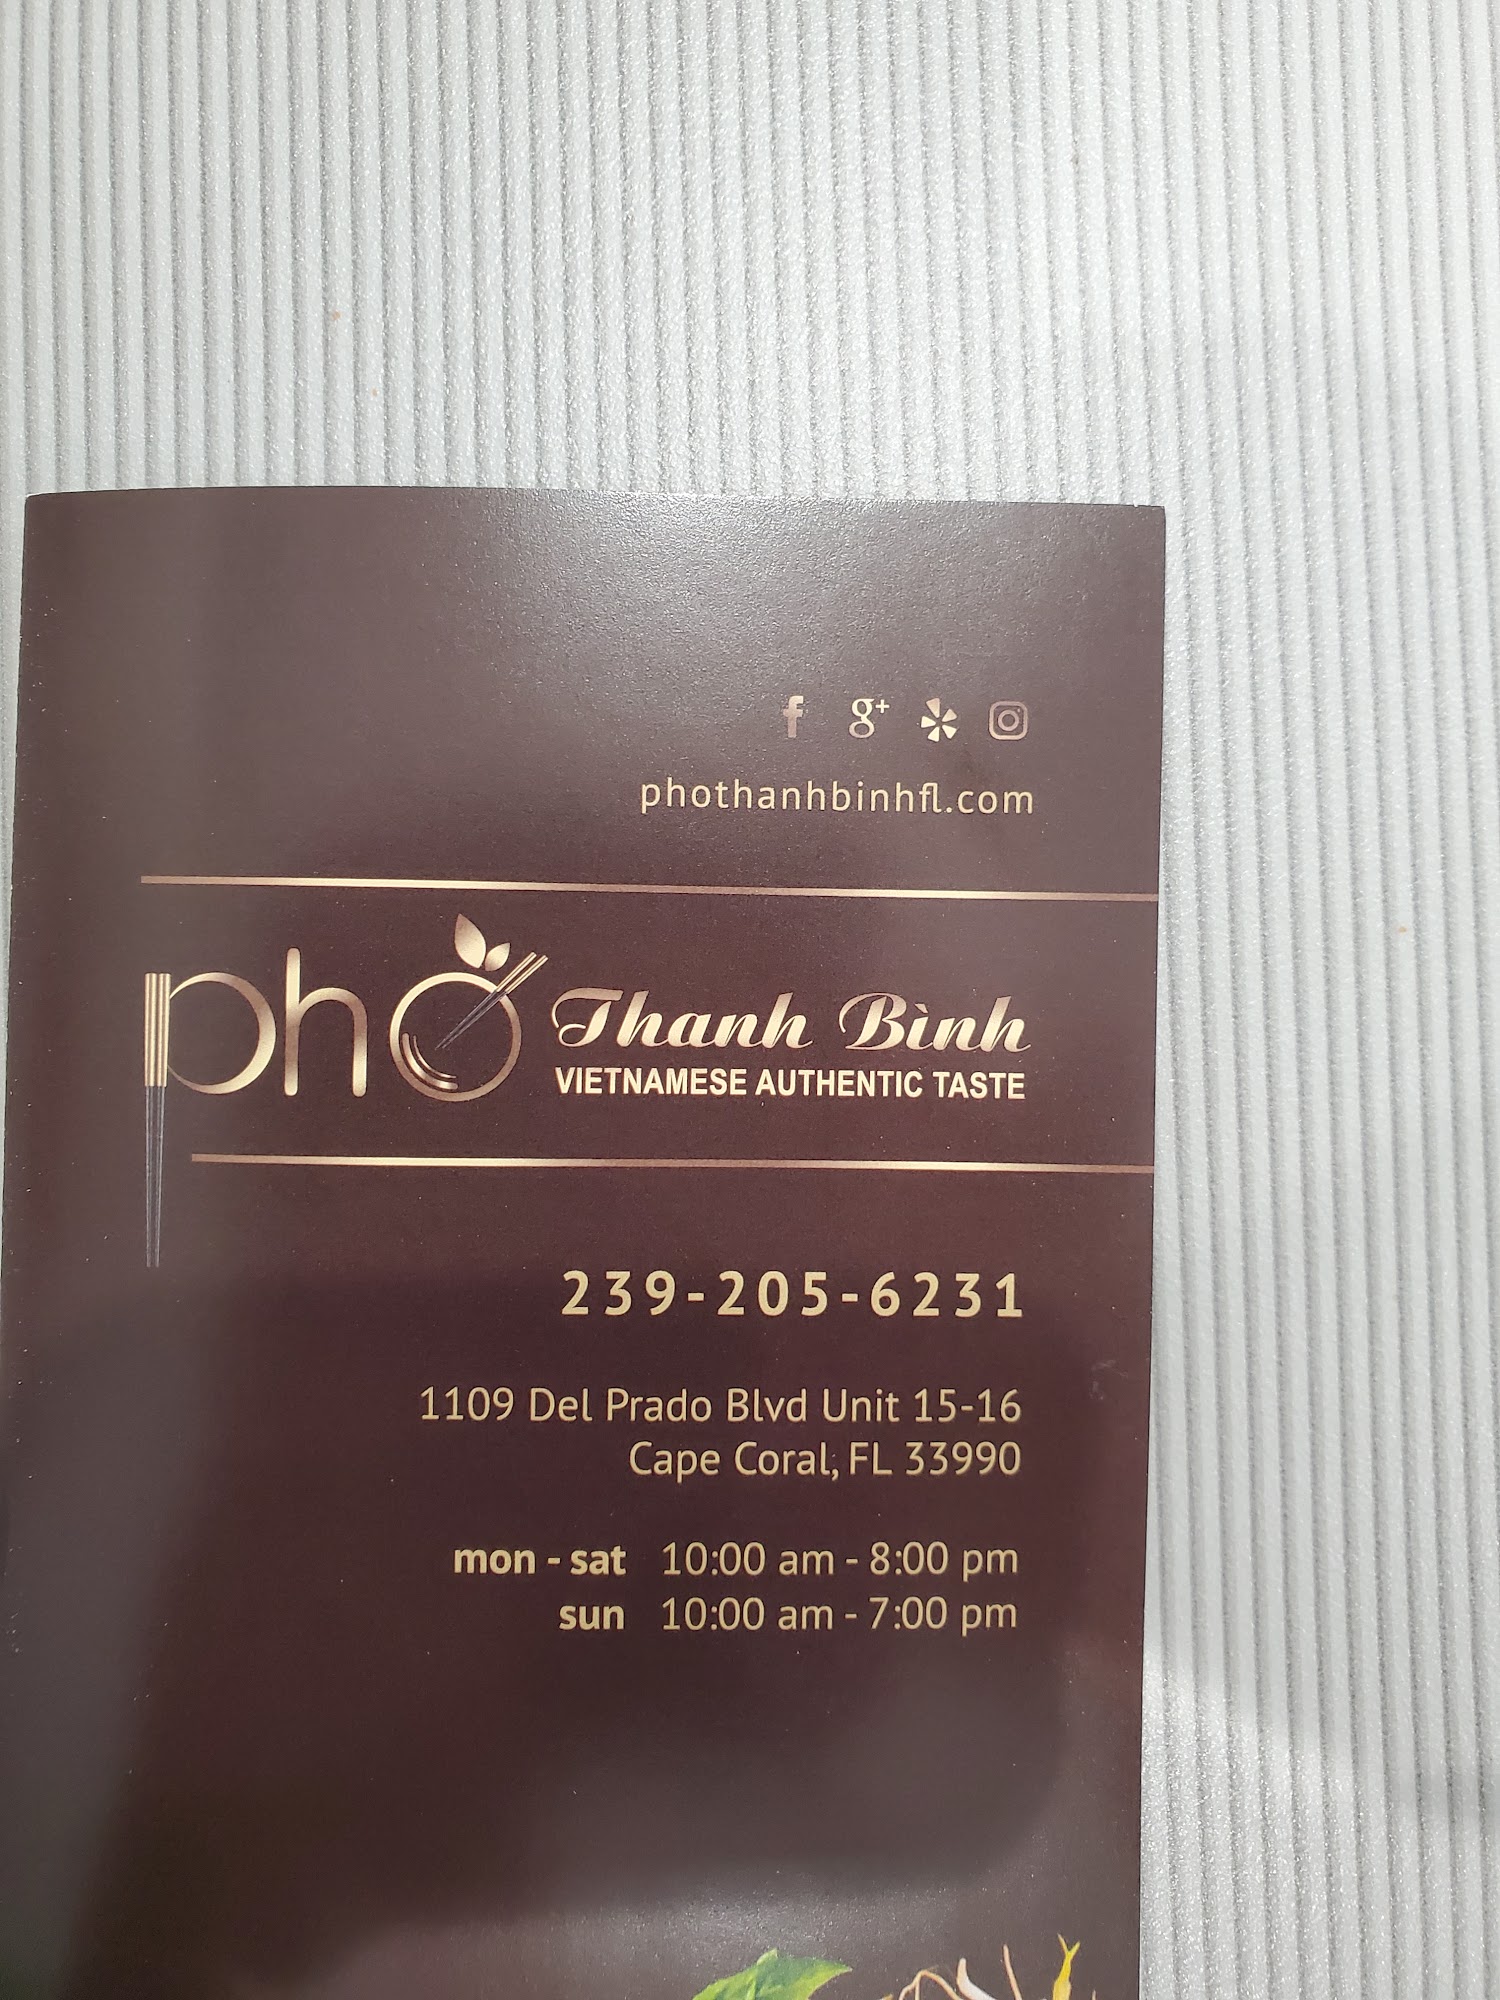 phothanhbinhfl.com
phở Thanh Bình
VIETNAMESE AUTHENTIC TASTE
239-205-6231
1109 Del Prado Blvd Unit 15-16
Cape Coral, FL 33990
mon - sat 10:00 am - 8:00 pm
sun 10:00 am - 7:00 pm